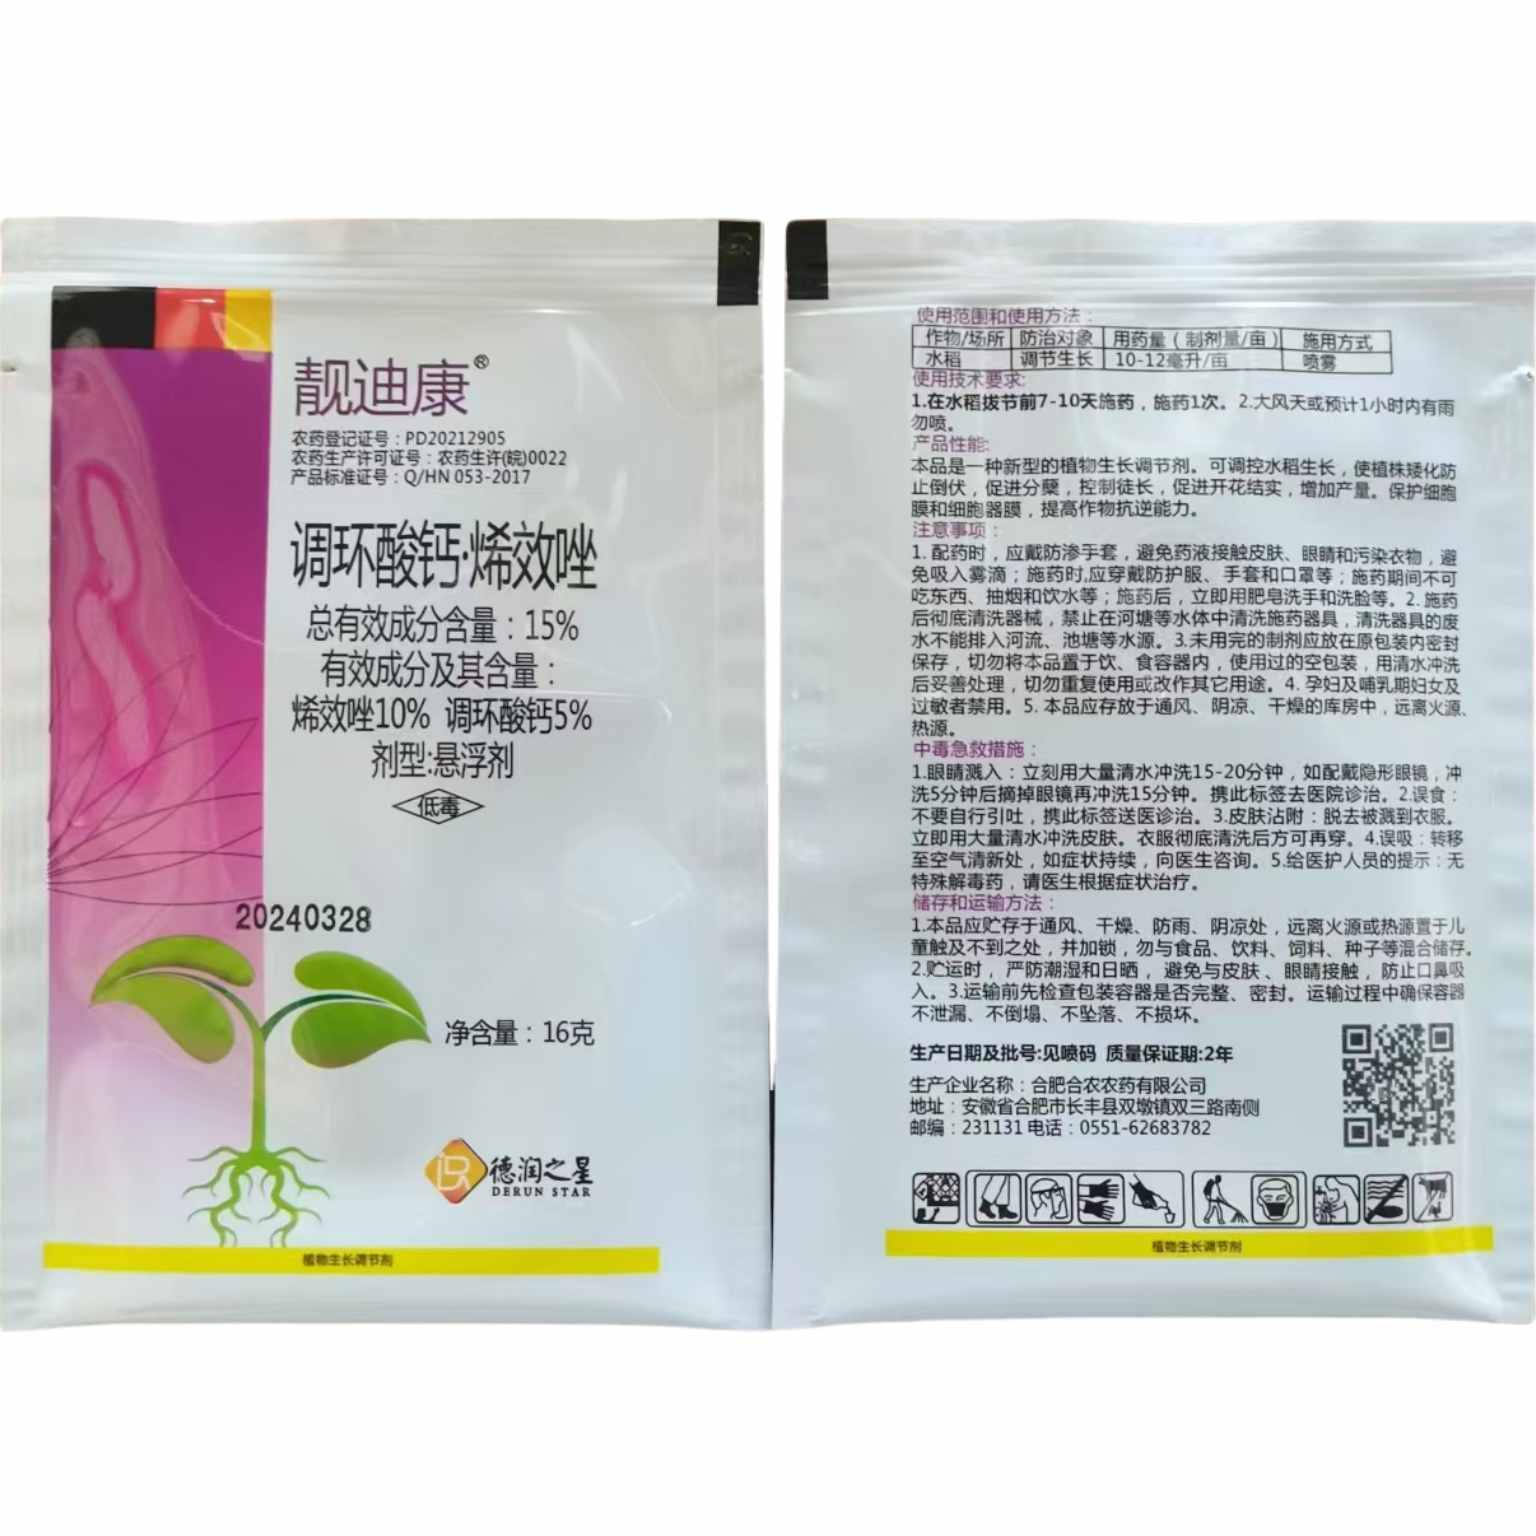 靓迪康®
农药登记证号：PD20212905
农药生产许可证号：农药生许(皖)0022
产品标准证号：Q/HN 053-2017
调环酸钙·烯效唑
总有效成分含量：15%
有效成分及其含量：
烯效唑10% 调环酸钙5%
剂型:悬浮剂
低毒
20240328
净含量：16克
德润之星
DERUN STAR
植物生长调节剂
使用范围和使用方法：
作物/场所 防治对象 用药量（制剂量/亩） 施用方式
水稻 调节生长 10-12毫升/亩 喷雾
使用技术要求:
1.在水稻拔节前7-10天施药，施药1次。2.大风天或预计1小时内有雨
勿喷。
产品性能:
本品是一种新型的植物生长调节剂。可调控水稻生长，使植株矮化防
止倒伏，促进分蘖，控制徒长，促进开花结实，增加产量。保护细胞
膜和细胞器膜，提高作物抗逆能力。
注意事项：
1. 配药时，应戴防渗手套，避免药液接触皮肤、眼睛和污染衣物，避
免吸入雾滴；施药时,应穿戴防护服、手套和口罩等；施药期间不可
吃东西、抽烟和饮水等；施药后，立即用肥皂洗手和洗脸等。2. 施药
后彻底清洗器械，禁止在河塘等水体中清洗施药器具，清洗器具的废
水不能排入河流、池塘等水源。3.未用完的制剂应放在原包装内密封
保存，切勿将本品置于饮、食容器内，使用过的空包装，用清水冲洗
后妥善处理，切勿重复使用或改作其它用途。4. 孕妇及哺乳期妇女及
过敏者禁用。5. 本品应存放于通风、阴凉、干燥的库房中，远离火源、
热源。
中毒急救措施：
1.眼睛溅入：立刻用大量清水冲洗15-20分钟，如配戴隐形眼镜，冲
洗5分钟后摘掉眼镜再冲洗15分钟。携此标签去医院诊治。2.误食：
不要自行引吐，携此标签送医诊治。3.皮肤沾附：脱去被溅到衣服。
立即用大量清水冲洗皮肤。衣服彻底清洗后方可再穿。4.误吸：转移
至空气清新处，如症状持续，向医生咨询。5.给医护人员的提示：无
特殊解毒药，请医生根据症状治疗。
储存和运输方法：
1.本品应贮存于通风、干燥、防雨、阴凉处，远离火源或热源置于儿
童触及不到之处，并加锁，勿与食品、饮料、饲料、种子等混合储存。
2.贮运时，严防潮湿和日晒，避免与皮肤、眼睛接触，防止口鼻吸
入。3.运输前先检查包装容器是否完整、密封。运输过程中确保容器
不泄漏、不倒塌、不坠落、不损坏。
生产日期及批号:见喷码 质量保证期:2年
生产企业名称：合肥合农农药有限公司
地址：安徽省合肥市长丰县双墩镇双三路南侧
邮编：231131 电话：0551-62683782
植物生长调节剂